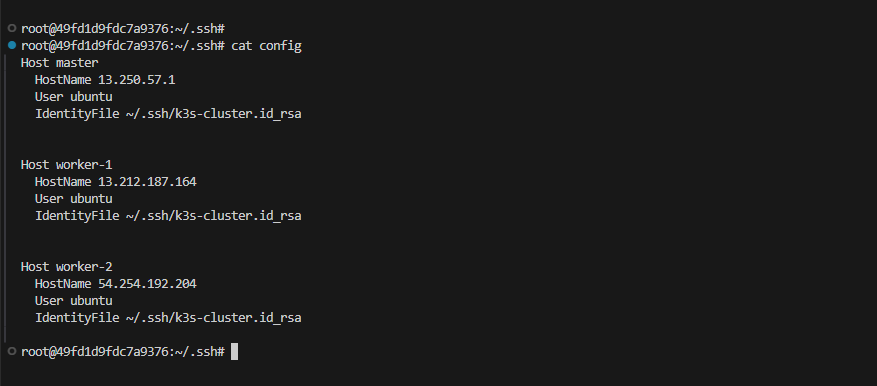 root@49fd1d9fdc7a9376:~/.ssh#
root@49fd1d9fdc7a9376:~/.ssh# cat config
Host master
  HostName 13.250.57.1
  User ubuntu
  IdentityFile ~/.ssh/k3s-cluster.id_rsa
Host worker-1
  HostName 13.212.187.164
  User ubuntu
  IdentityFile ~/.ssh/k3s-cluster.id_rsa
Host worker-2
  HostName 54.254.192.204
  User ubuntu
  IdentityFile ~/.ssh/k3s-cluster.id_rsa
root@49fd1d9fdc7a9376:~/.ssh#